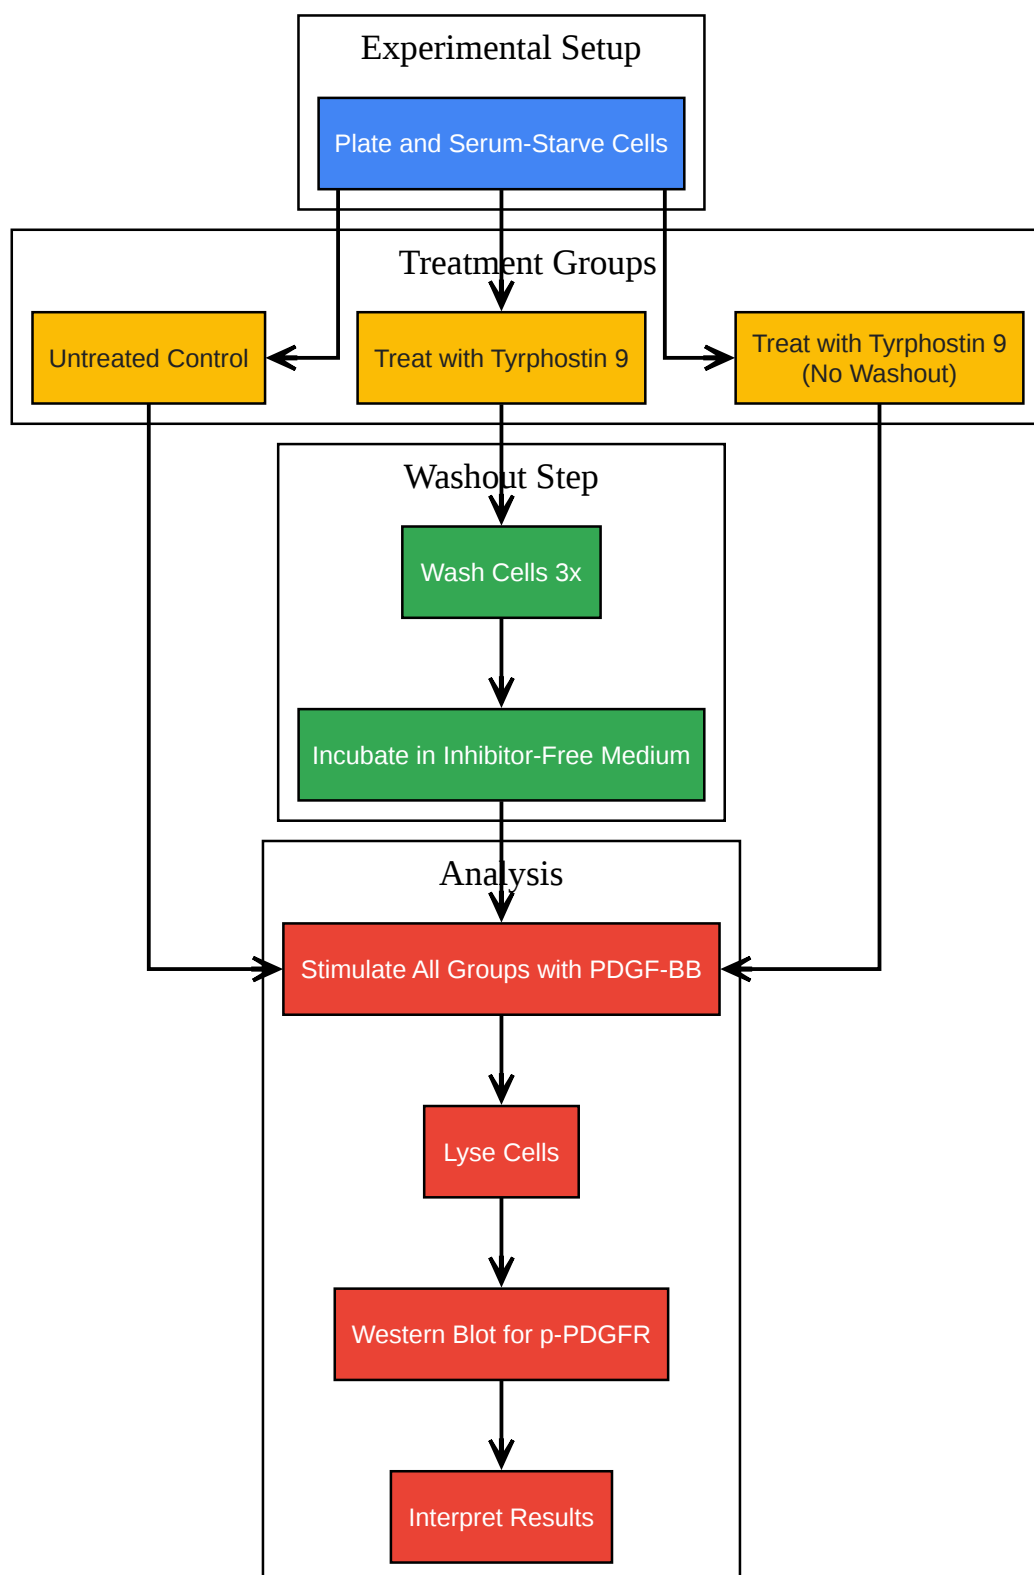 Experimental Setup
Plate and Serum-Starve Cells
Treatment Groups
Untreated Control
Treat with Tyrphostin 9
Treat with Tyrphostin 9
(No Washout)
Washout Step
Wash Cells 3x
Incubate in Inhibitor-Free Medium
Analysis
Stimulate All Groups with PDGF-BB
Lyse Cells
Western Blot for p-PDGFR
Interpret Results